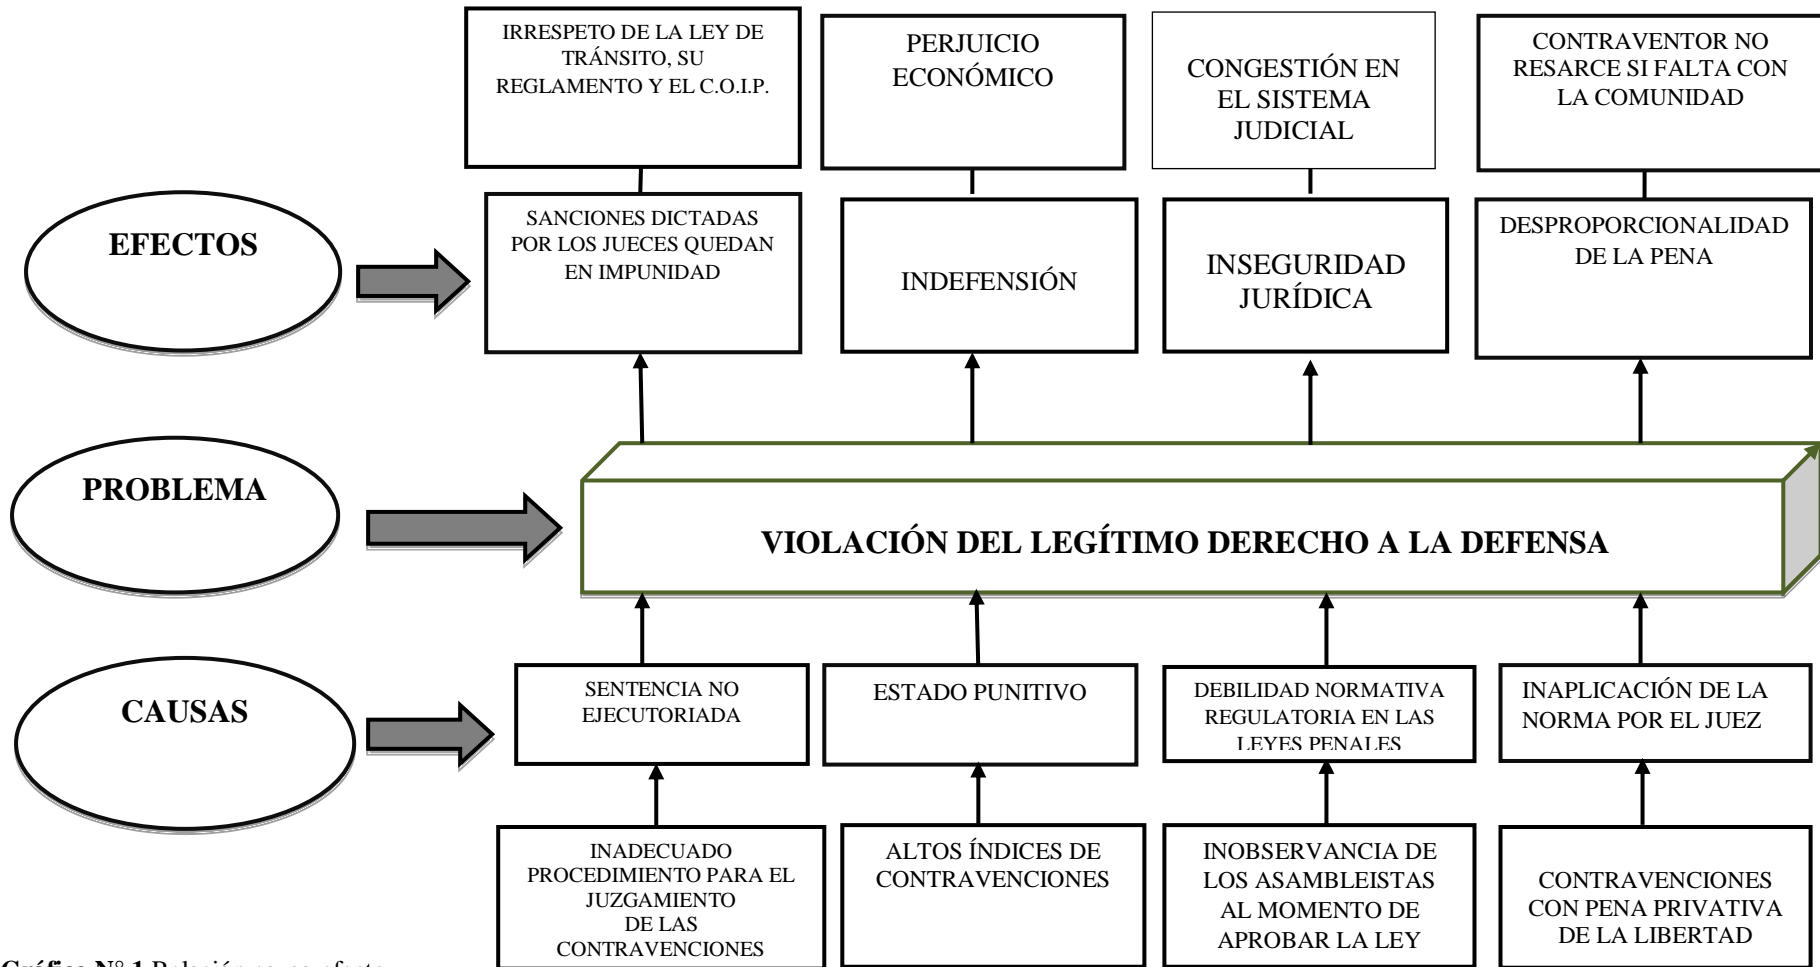 IRRESPETO DE LA LEY DE
TRÁNSITO, SU
REGLAMENTO Y EL C.O.I.P.
PERJUICIO
ECONÓMICO
CONGESTIÓN EN
EL SISTEMA
JUDICIAL
CONTRAVENTOR NO
RESARCE SI FALTA CON
LA COMUNIDAD
EFECTOS
SANCIONES DICTADAS
POR LOS JUECES QUEDAN
EN IMPUNIDAD
INDEFENSIÓN
INSEGURIDAD
JURÍDICA
DESPROPORCIONALIDAD
DE LA PENA
PROBLEMA
VIOLACIÓN DEL LEGÍTIMO DERECHO A LA DEFENSA
CAUSAS
SENTENCIA NO
EJECUTORIADA
ESTADO PUNITIVO
DEBILIDAD NORMATIVA
REGULATORIA EN LAS
LEYES PENALES
INAPLICACIÓN DE LA
NORMA POR EL JUEZ
INADECUADO
PROCEDIMIENTO PARA EL
JUZGAMIENTO
DE LAS
CONTRAVENCIONES
ALTOS ÍNDICES DE
CONTRAVENCIONES
INOBSERVANCIA DE
LOS ASAMBLEISTAS
AL MOMENTO DE
APROBAR LA LEY
CONTRAVENCIONES
CON PENA PRIVATIVA
DE LA LIBERTAD
Gráfico N° 1 Relación causa efecto